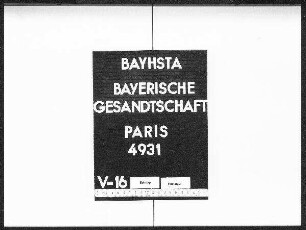 BAYHSTA
BAYERISCHE
GESANDTSCHAFT
PARIS
4931
V-16